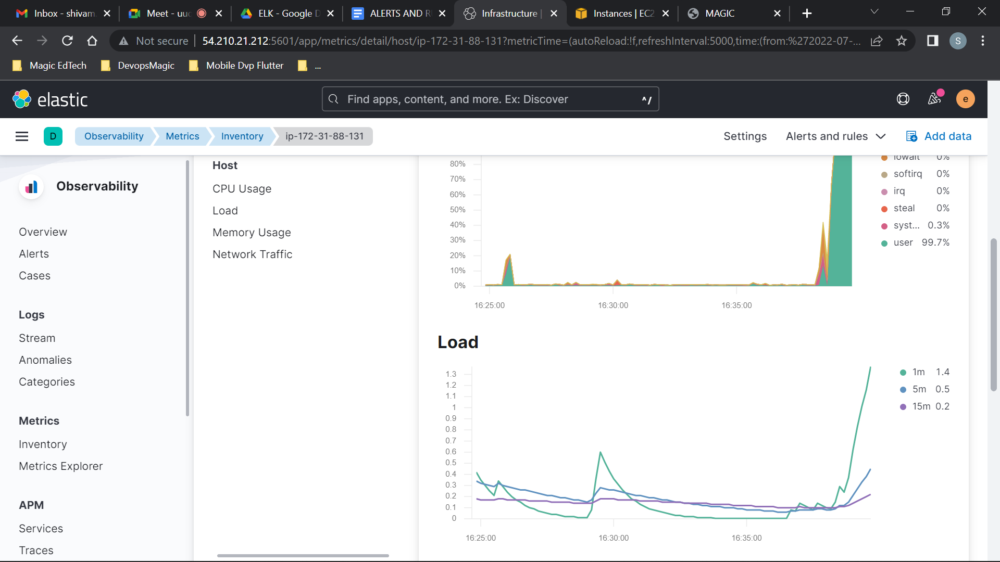 Inbox - shivam.
Meet - uuc
ELK - Google D
ALERTS AND R
Infrastructure |
Instances | EC2
MAGIC
Not secure
54.210.21.212:5601/app/metrics/detail/host/ip-172-31-88-131?metricTime=(autoReload:!f,refreshInterval:5000,time:(from:%272022-07-...
S
Magic EdTech
DevopsMagic
Mobile Dvp Flutter
...
elastic
Find apps, content, and more. Ex: Discover
^/
e
D
Observability
Metrics
Inventory
ip-172-31-88-131
Settings
Alerts and rules
Add data
Observability
Overview
Alerts
Cases
Logs
Stream
Anomalies
Categories
Metrics
Inventory
Metrics Explorer
APM
Services
Traces
Host
CPU Usage
Load
Memory Usage
Network Traffic
80%
70%
60%
50%
40%
30%
20%
10%
0%
16:25:00
16:30:00
16:35:00
iowait 0%
softirq 0%
irq 0%
steal 0%
syst... 0.3%
user 99.7%
Load
1.3
1.2
1.1
1
0.9
0.8
0.7
0.6
0.5
0.4
0.3
0.2
0.1
0
16:25:00
16:30:00
16:35:00
1m 1.4
5m 0.5
15m 0.2